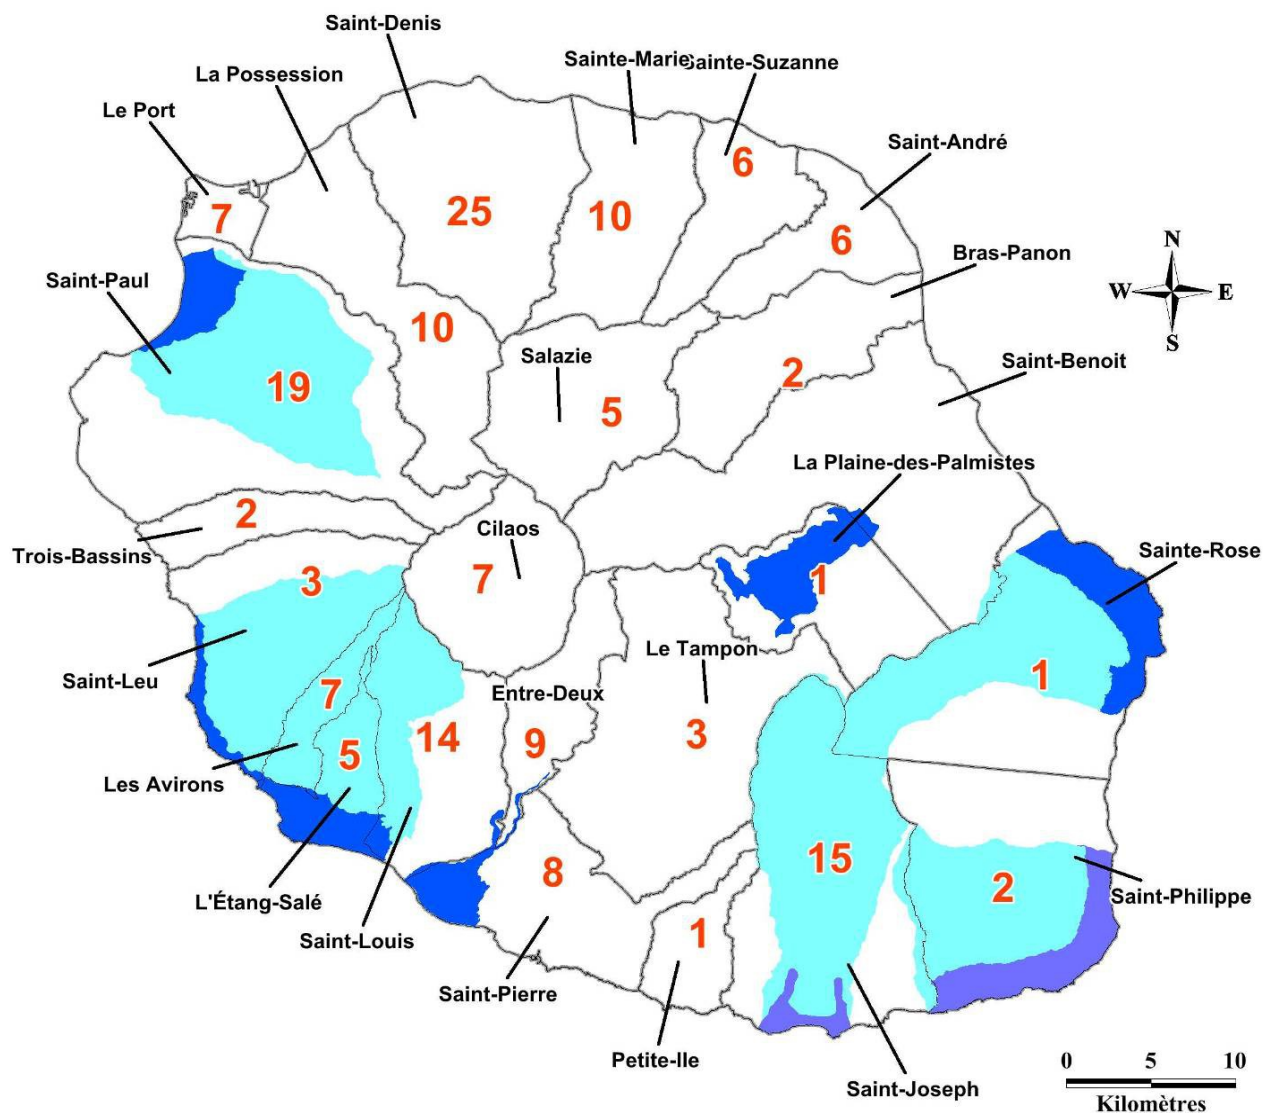 Saint-Denis
Sainte-Marie
Sainte-Suzanne
La Possession
Le Port
Saint-André
6
7
25
10
6
Bras-Panon
N
W
E
S
Saint-Paul
10
Salazie
Saint-Benoit
19
5
2
La Plaine-des-Palmistes
2
Cilaos
Trois-Bassins
Sainte-Rose
3
7
1
Le Tampon
Saint-Leu
7
Entre-Deux
1
14
9
3
5
Les Avirons
15
8
2
L'Étang-Salé
Saint-Philippe
Saint-Louis
1
Saint-Pierre
Petite-Ile
Saint-Joseph
0 5 10
Kilomètres